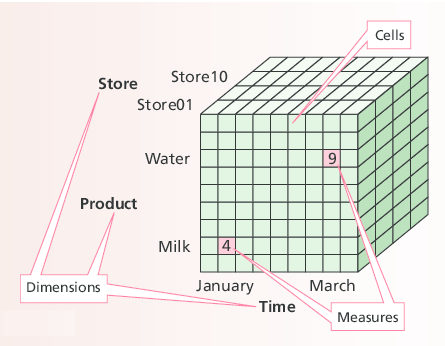 Cells
Store10
Store
Store01
Water
9
Product
Milk
4
Dimensions
January
March
Time
Measures